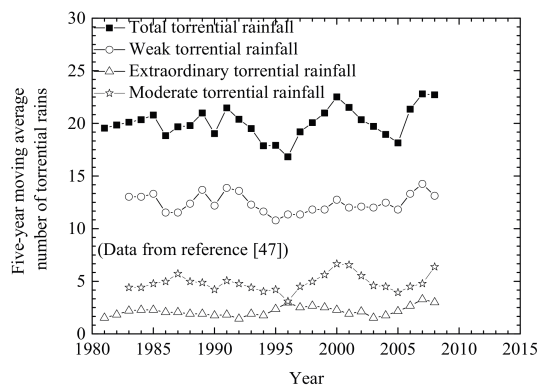 30
25
20
15
10
5
0
Total torrential rainfall
Weak torrential rainfall
Extraordinary torrential rainfall
Moderate torrential rainfall
(Data from reference [47])
Five-year moving average
number of torrential rains
1980 1985 1990 1995 2000 2005 2010 2015
Year